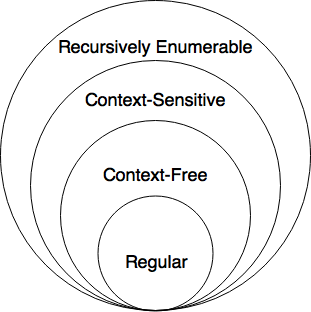 Recursively Enumerable
Context-Sensitive
Context-Free
Regular